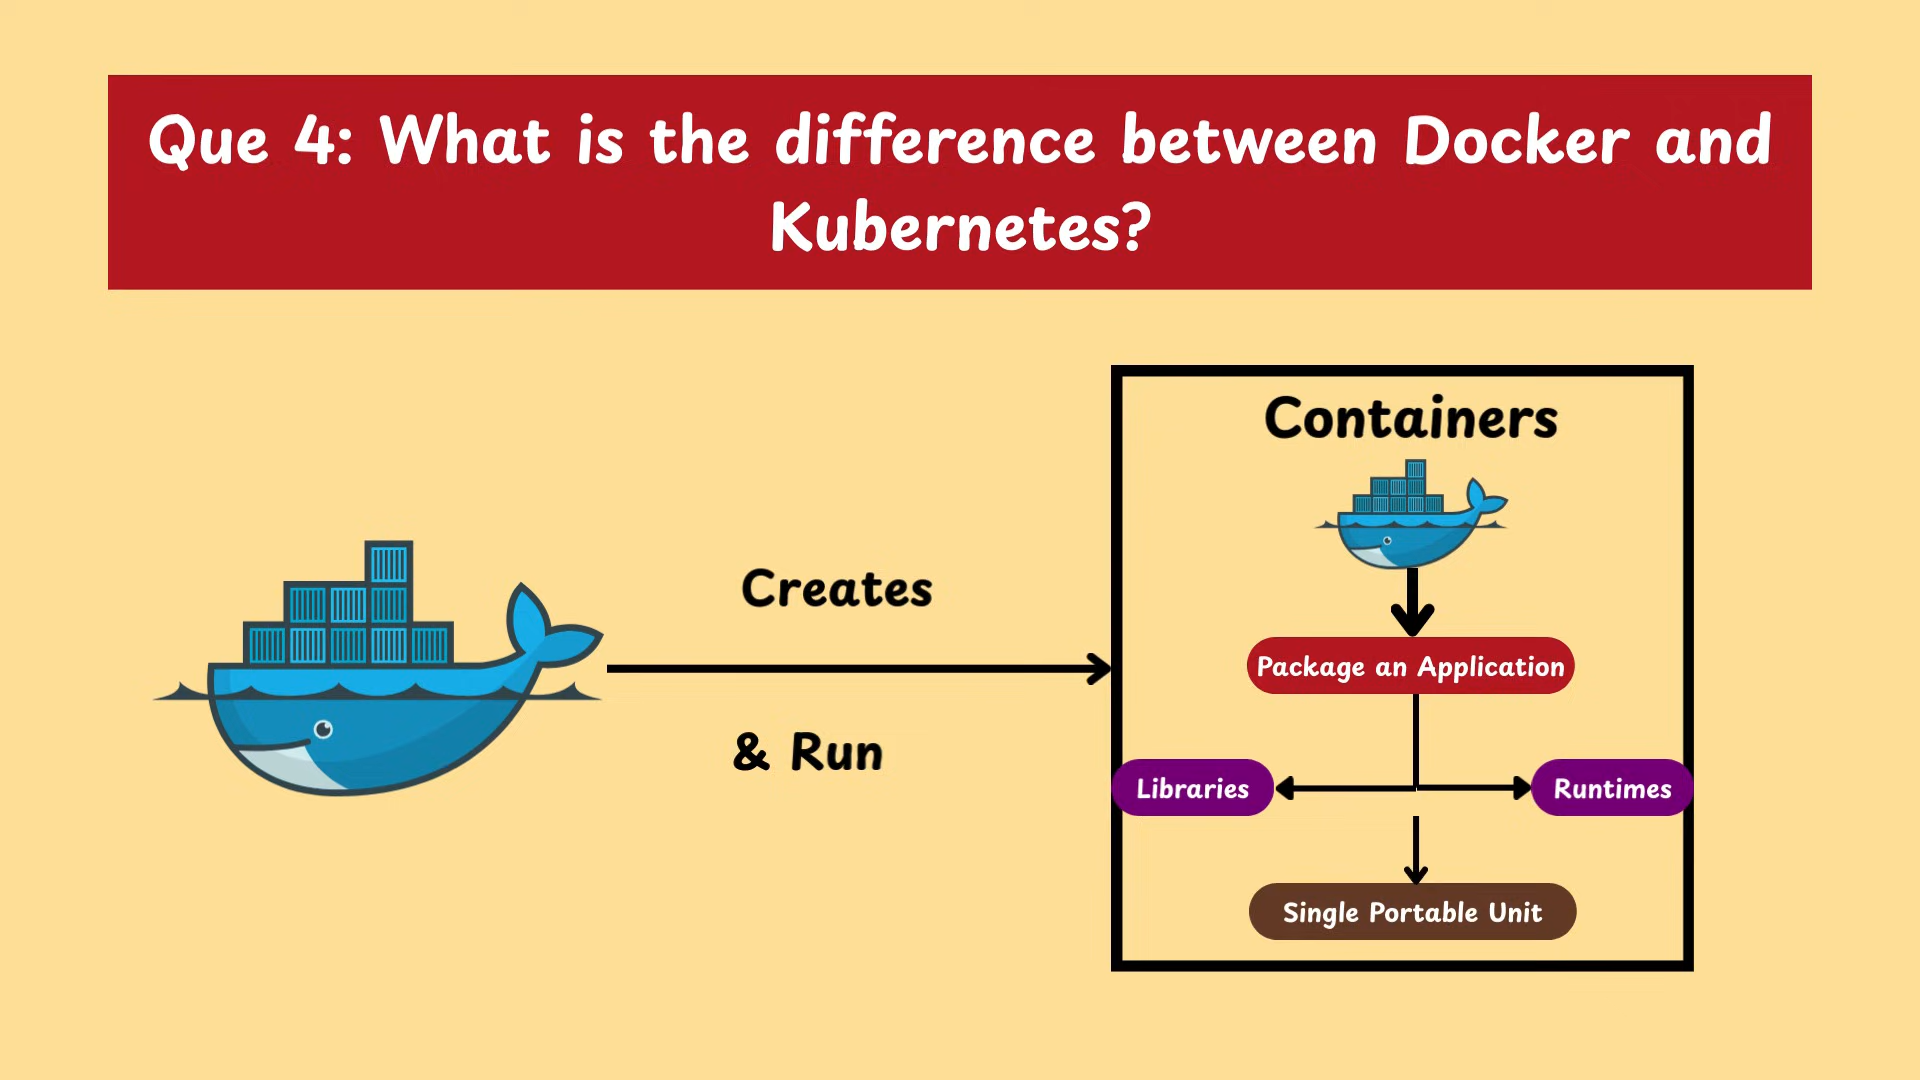 Que 4: What is the difference between Docker and
Kubernetes?
Creates
& Run
Containers
Package an Application
Libraries
Runtimes
Single Portable Unit